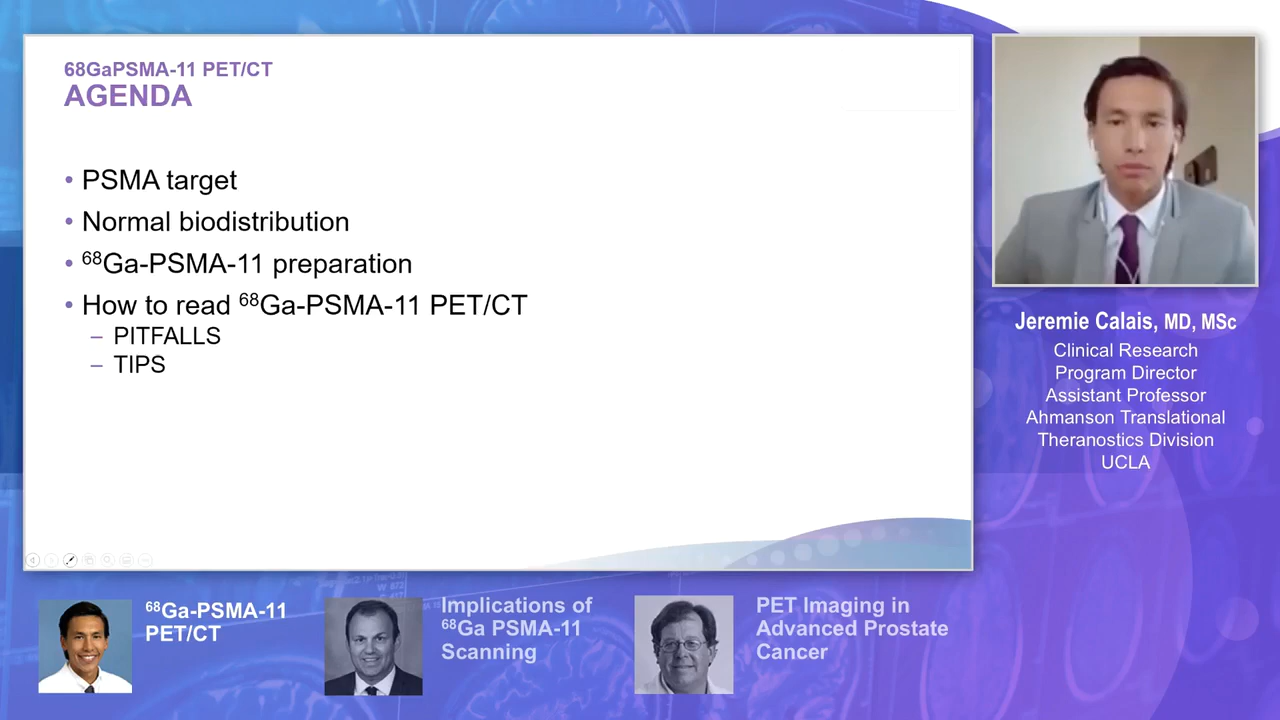 68GaPSMA-11 PET/CT
AGENDA
• PSMA target
• Normal biodistribution
• ⁶⁸Ga-PSMA-11 preparation
• How to read ⁶⁸Ga-PSMA-11 PET/CT
– PITFALLS
– TIPS
Jeremie Calais, MD, MSc
Clinical Research
Program Director
Assistant Professor
Ahmanson Translational
Theranostics Division
UCLA
⁶⁸Ga-PSMA-11
PET/CT
Implications of
⁶⁸Ga PSMA-11
Scanning
PET Imaging in
Advanced Prostate
Cancer